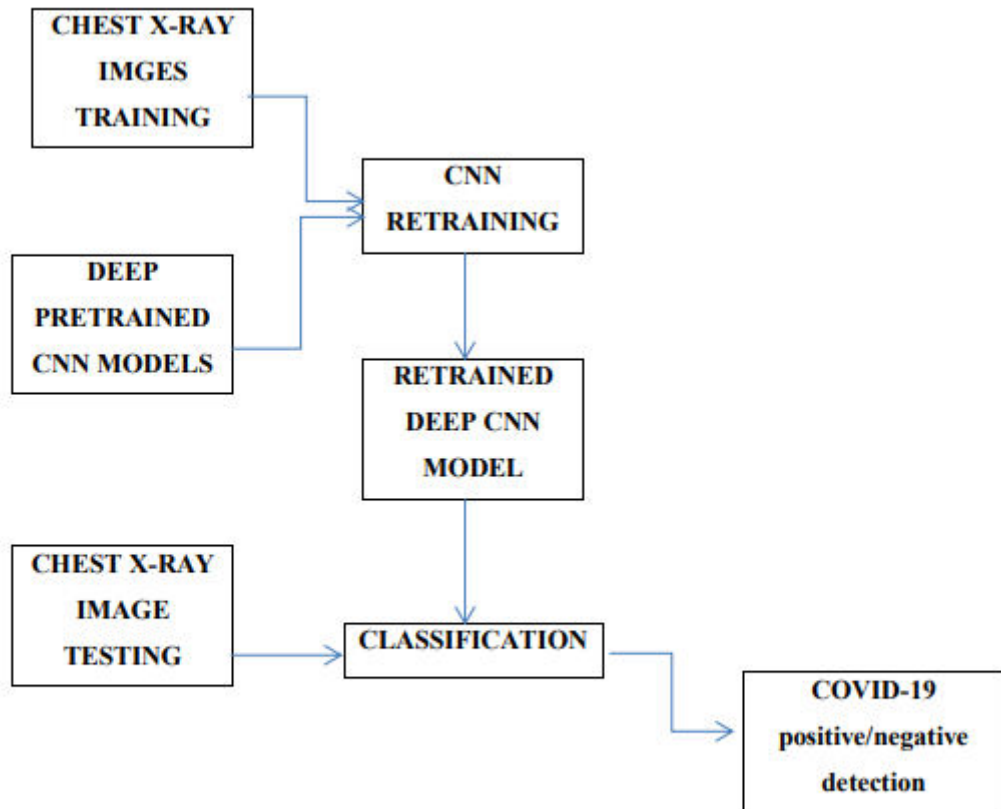 CHEST X-RAY
IMGES
TRAINING
CNN
RETRAINING
DEEP
PRETRAINED
CNN MODELS
RETRAINED
DEEP CNN
MODEL
CHEST X-RAY
IMAGE
TESTING
CLASSIFICATION
COVID-19
positive/negative
detection